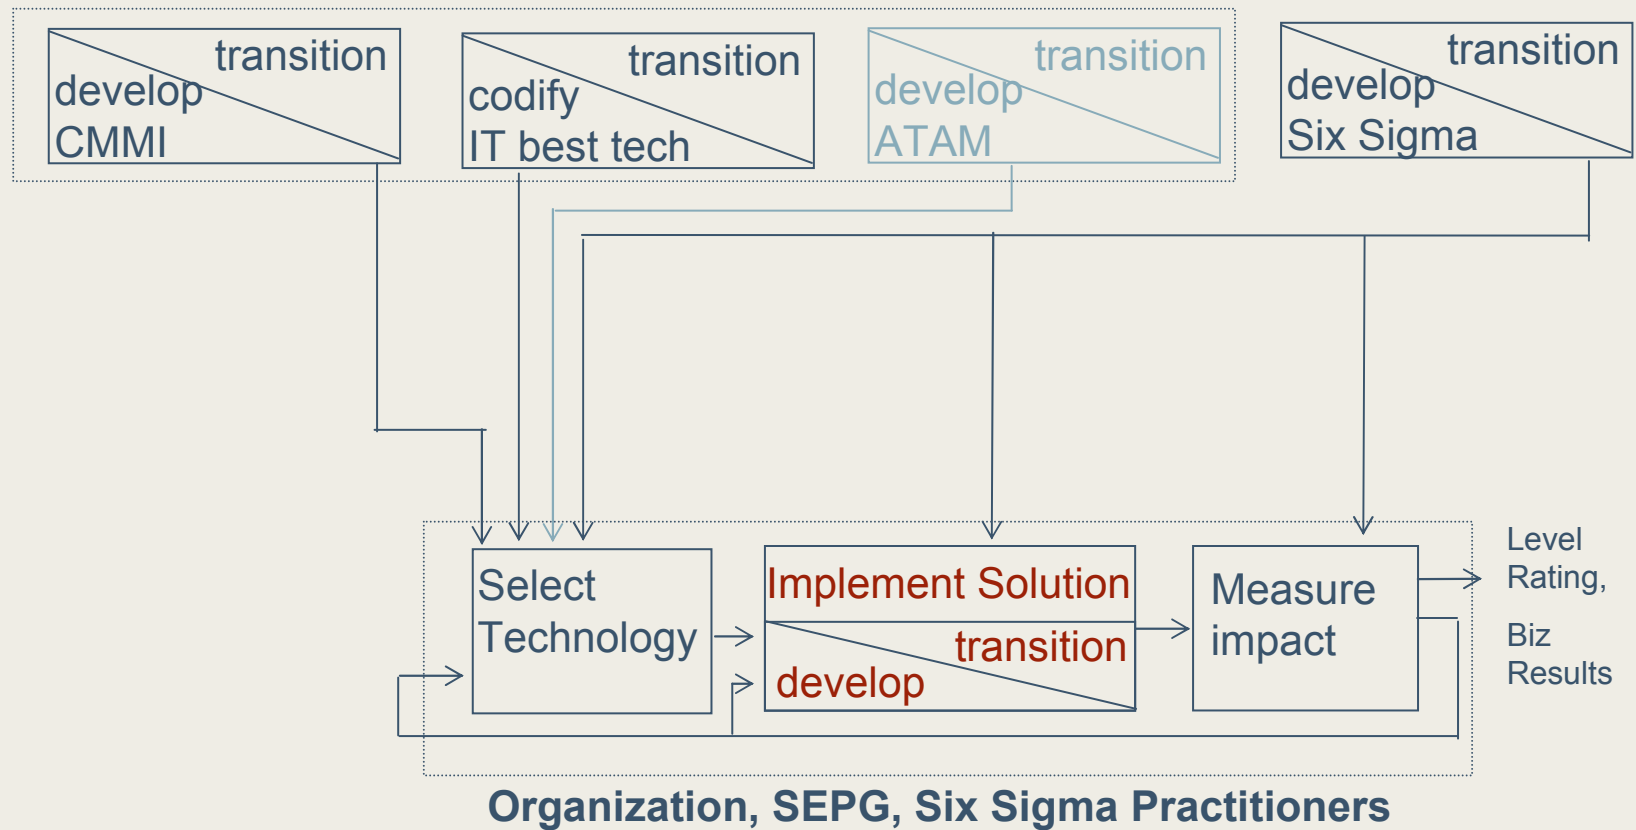 transition
develop
CMMI
transition
codify
IT best tech
transition
develop
ATAM
transition
develop
Six Sigma
Select
Technology
Implement Solution
transition
develop
Measure
impact
Level
Rating,
Biz
Results
Organization, SEPG, Six Sigma Practitioners